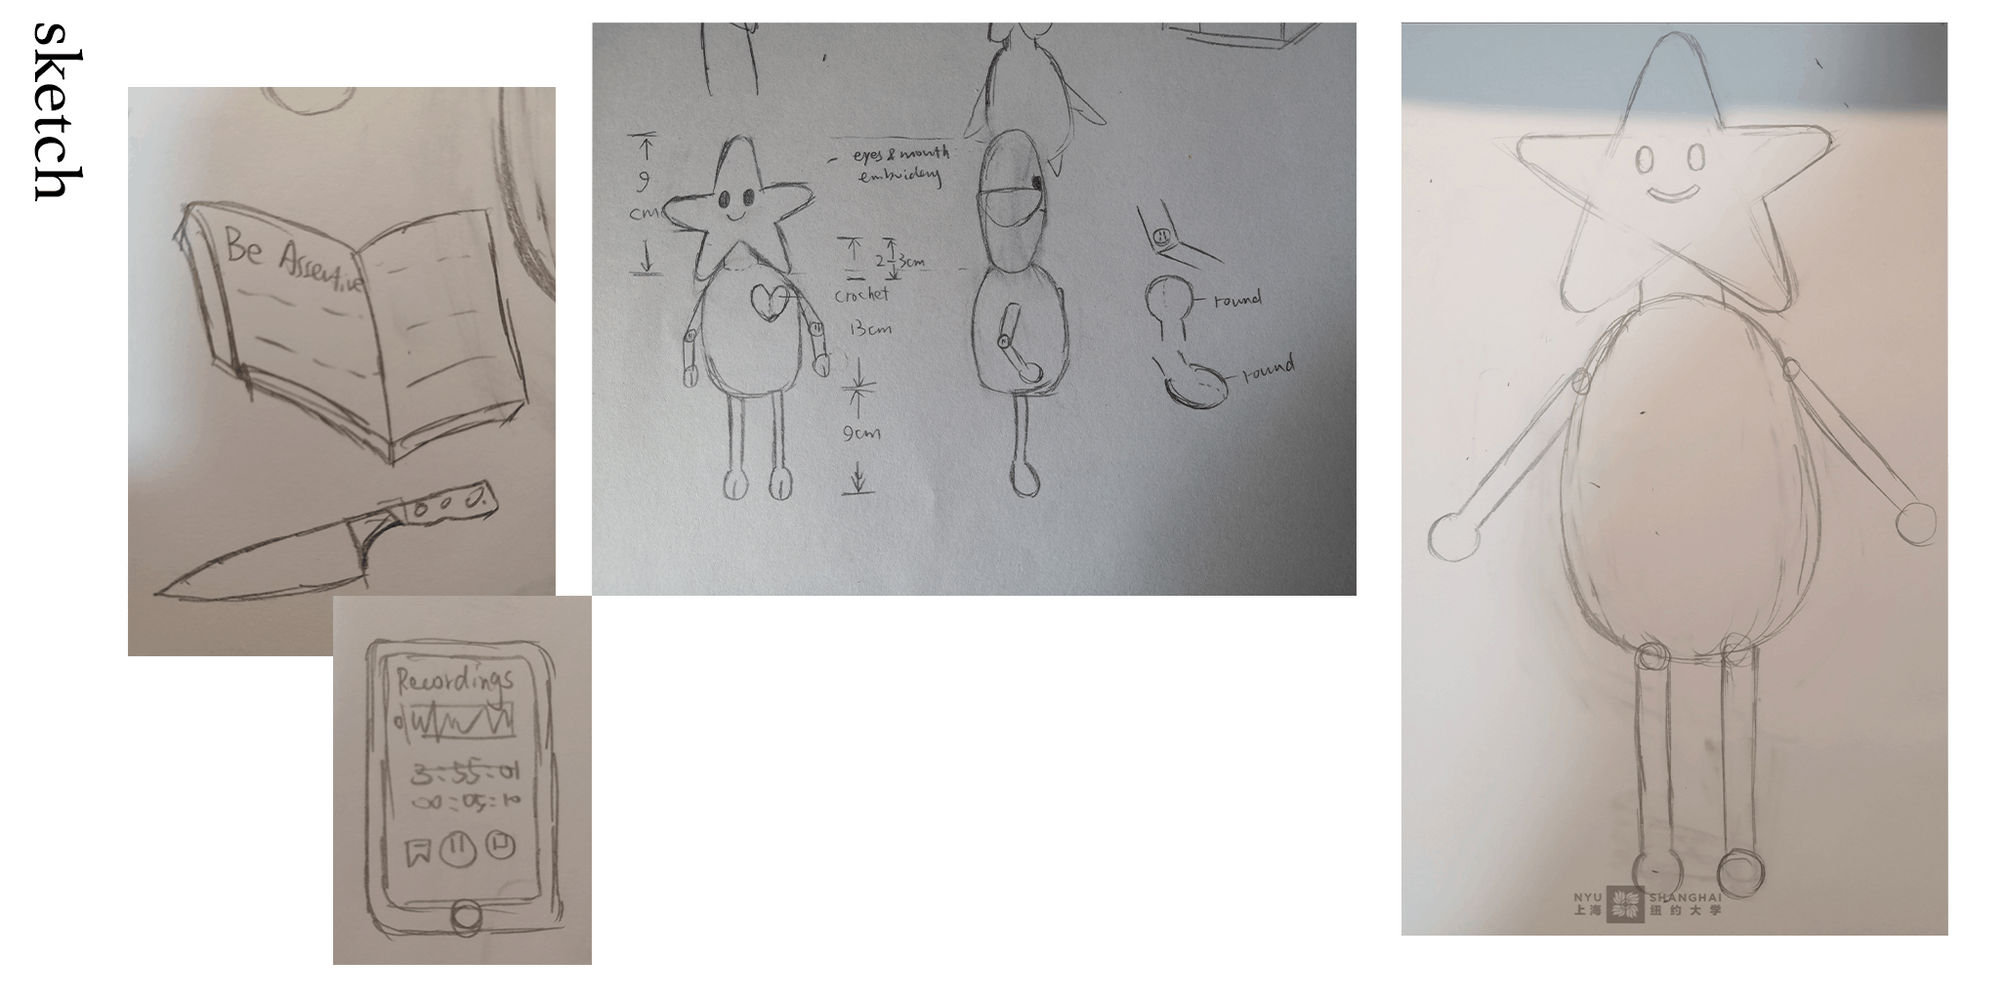 sketch
Be Assertive
Recordings
3:55:01
00:05:10
9
cm
eyes & mouth
embroidery
2-3cm
crochet
13cm
9cm
round
round
NYU SHANGHAI
上海 纽约大学